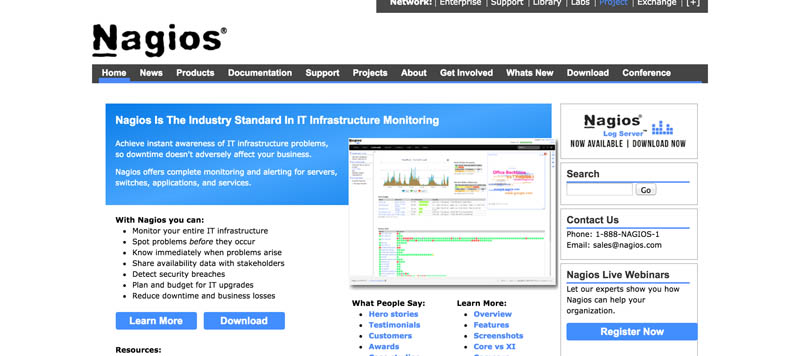 Network: | Enterprise | Support | Library | Labs | Project | Exchange | [+]
Nagios®
Home News Products Documentation Support Projects About Get Involved Whats New Download Conference
Nagios Is The Industry Standard In IT Infrastructure Monitoring
Achieve instant awareness of IT infrastructure problems,
so downtime doesn't adversely affect your business.
Nagios offers complete monitoring and alerting for servers,
switches, applications, and services.
With Nagios you can:
Monitor your entire IT infrastructure
Spot problems before they occur
Know immediately when problems arise
Share availability data with stakeholders
Detect security breaches
Plan and budget for IT upgrades
Reduce downtime and business losses
Learn More Download
Resources:
Nagios
What People Say:
Hero stories
Testimonials
Customers
Awards
Learn More:
Overview
Features
Screenshots
Core vs XI
Nagios™
Log Server
NOW AVAILABLE | DOWNLOAD NOW
Search
Go
Contact Us
Phone: 1-888-NAGIOS-1
Email: sales@nagios.com
Nagios Live Webinars
Let our experts show you how
Nagios can help your
organization.
Register Now